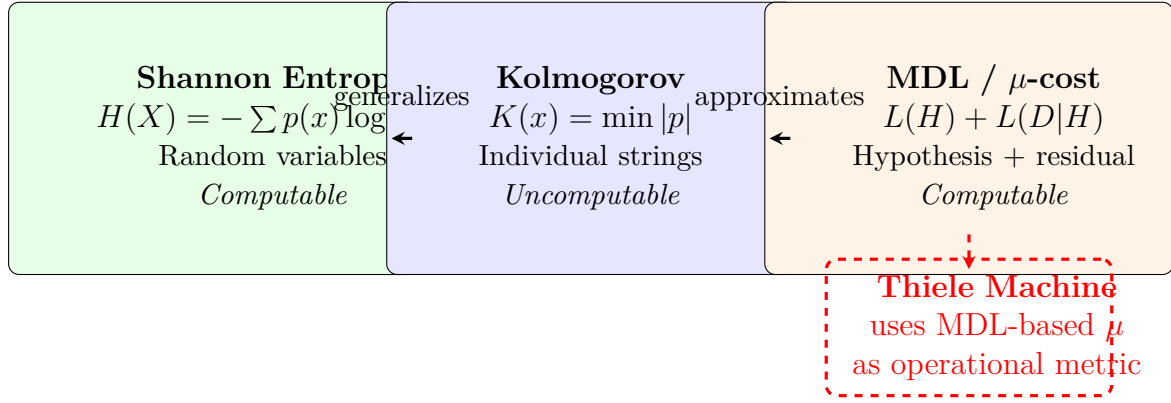 Shannon Entrop
H(X) = − ∑ p(x) log
Random variables
Computable
generalizes
Kolmogorov
K(x) = min |p|
Individual strings
Uncomputable
approximates
MDL / μ-cost
L(H) + L(D|H)
Hypothesis + residual
Computable
Thiele Machine
uses MDL-based μ
as operational metric